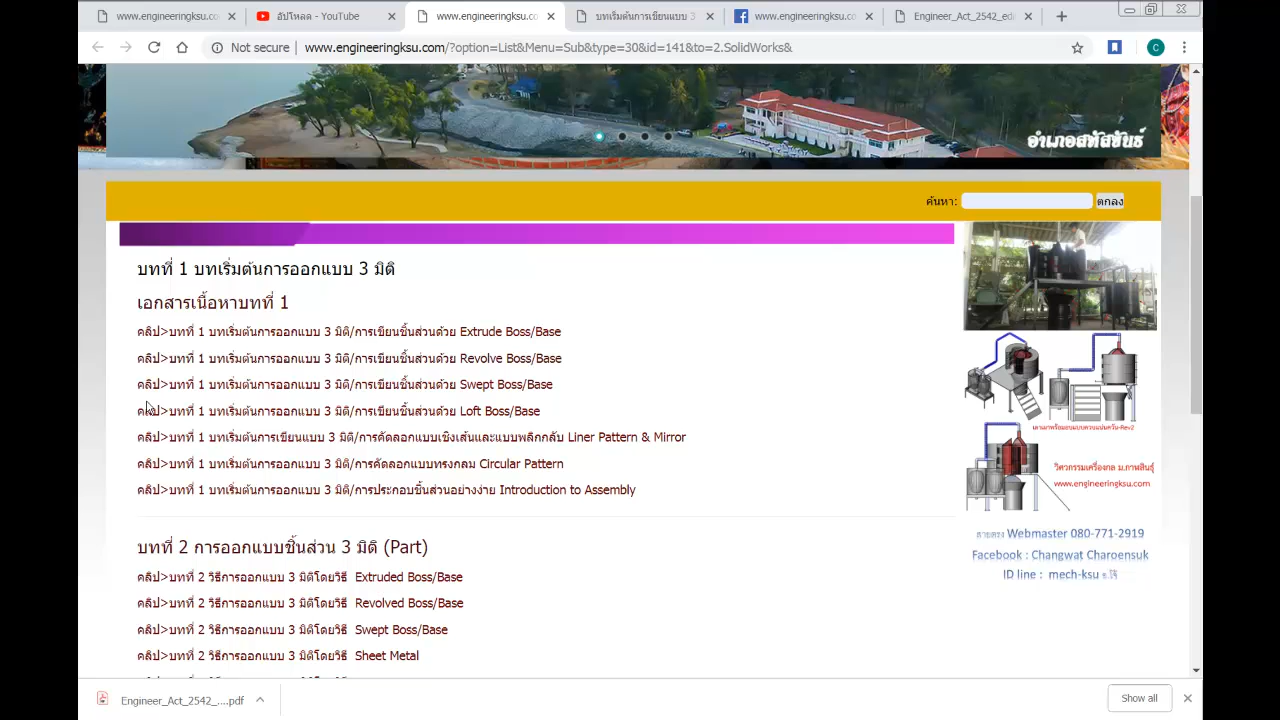 www.engineeringksu.co
อัปโหลด - YouTube
www.engineeringksu.co
บทเริ่มต้นการเขียนแบบ 3
www.engineeringksu.co
Engineer_Act_2542_edi
Not secure
www.engineeringksu.com/?option=List&Menu=Sub&type=30&id=141&to=2.SolidWorks&
C
อำเภอสหัสขันธ์
ค้นหา:
ตกลง
บทที่ 1 บทเริ่มต้นการออกแบบ 3 มิติ
เอกสารเนื้อหาบทที่ 1
คลิป>บทที่ 1 บทเริ่มต้นการออกแบบ 3 มิติ/การเขียนชิ้นส่วนด้วย Extrude Boss/Base
คลิป>บทที่ 1 บทเริ่มต้นการออกแบบ 3 มิติ/การเขียนชิ้นส่วนด้วย Revolve Boss/Base
คลิป>บทที่ 1 บทเริ่มต้นการออกแบบ 3 มิติ/การเขียนชิ้นส่วนด้วย Swept Boss/Base
คลิป>บทที่ 1 บทเริ่มต้นการออกแบบ 3 มิติ/การเขียนชิ้นส่วนด้วย Loft Boss/Base
คลิป>บทที่ 1 บทเริ่มต้นการเขียนแบบ 3 มิติ/การคัดลอกแบบเชิงเส้นและแบบพลิกกลับ Liner Pattern & Mirror
คลิป>บทที่ 1 บทเริ่มต้นการออกแบบ 3 มิติ/การคัดลอกแบบทรงกลม Circular Pattern
คลิป>บทที่ 1 บทเริ่มต้นการออกแบบ 3 มิติ/การประกอบชิ้นส่วนอย่างง่าย Introduction to Assembly
บทที่ 2 การออกแบบชิ้นส่วน 3 มิติ (Part)
คลิป>บทที่ 2 วิธีการออกแบบ 3 มิติโดยวิธี Extruded Boss/Base
คลิป>บทที่ 2 วิธีการออกแบบ 3 มิติโดยวิธี Revolved Boss/Base
คลิป>บทที่ 2 วิธีการออกแบบ 3 มิติโดยวิธี Swept Boss/Base
คลิป>บทที่ 2 วิธีการออกแบบ 3 มิติโดยวิธี Sheet Metal
วิศวกรรมเครื่องกล ม.กาฬสินธุ์
www.engineeringksu.com
สายตรง Webmaster 080-771-2919
Facebook : Changwat Charoensuk
ID line : mech-ksu
Engineer_Act_2542_....pdf
Show all